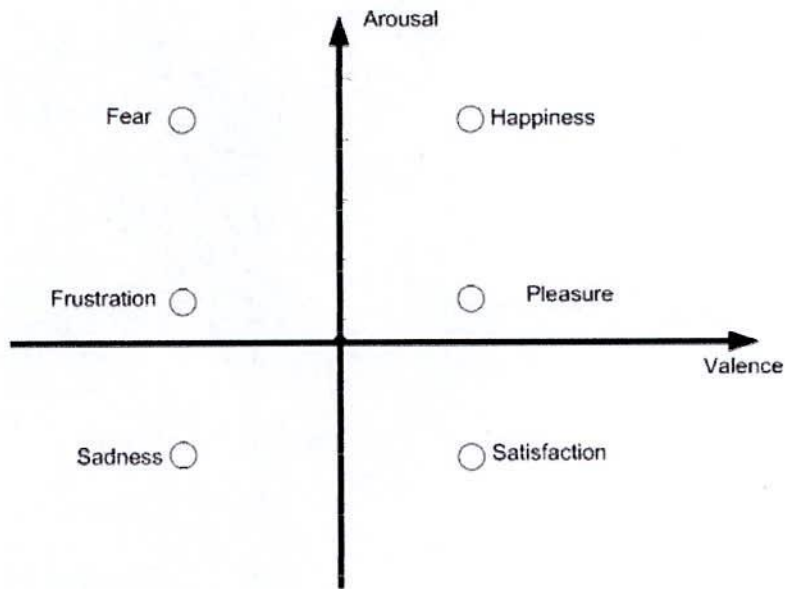 Arousal
Fear
Happiness
Frustration
Pleasure
Valence
Sadness
Satisfaction